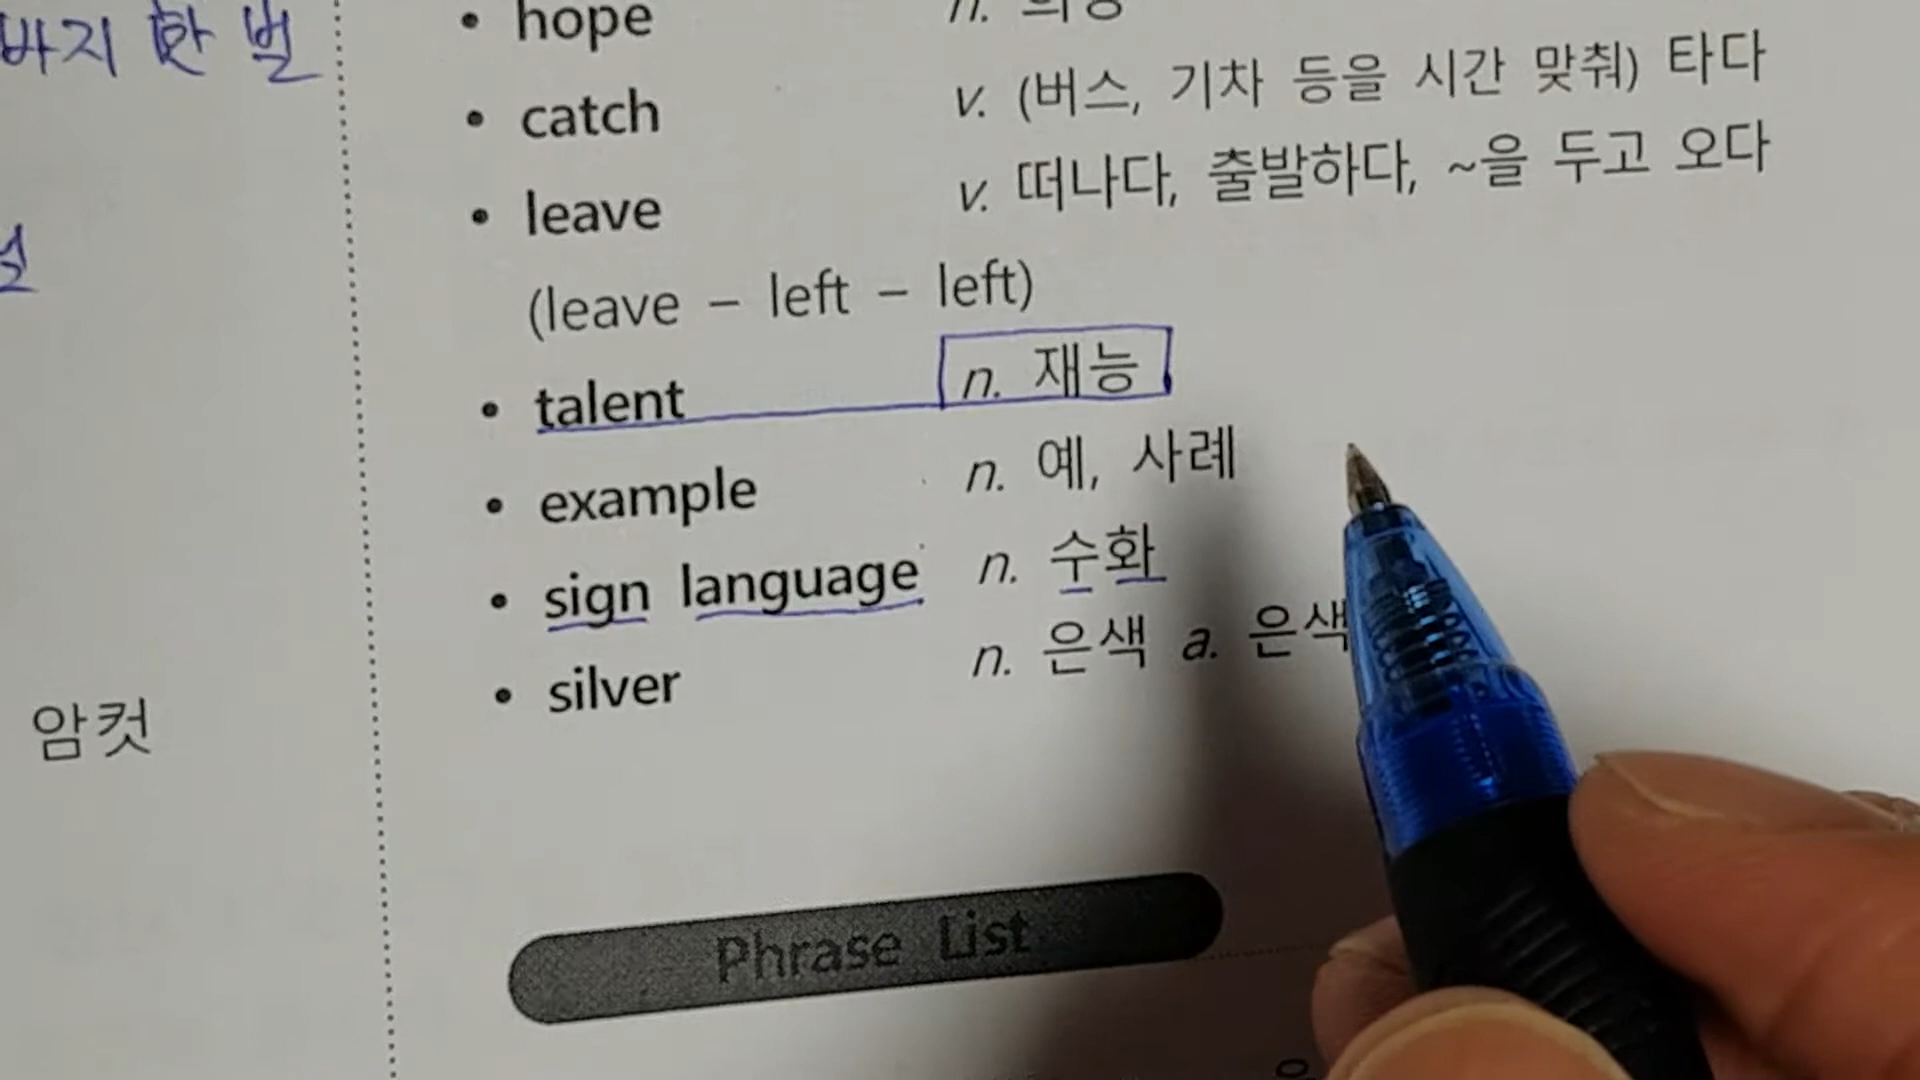 바지 한 벌
암컷
• hope n.
• catch v. (버스, 기차 등을 시간 맞춰) 타다
• leave v. 떠나다, 출발하다, ~을 두고 오다
(leave – left – left)
• talent n. 재능
• example n. 예, 사례
• sign language n. 수화
• silver n. 은색 a. 은색
Phrase List